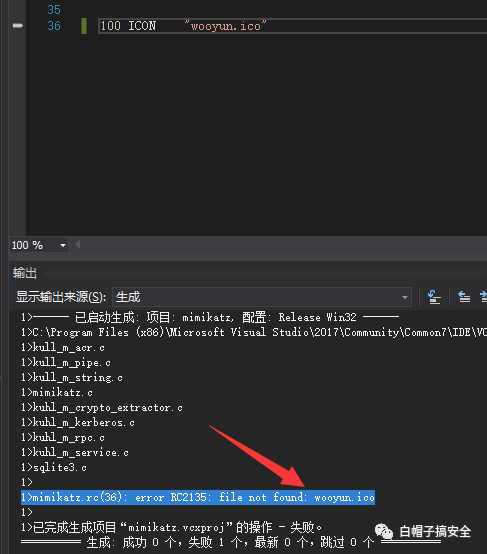 35
36 100 ICON "wooyun.ico"
100 %
输出
显示输出来源(S): 生成
1>------ 已启动生成: 项目: mimikatz, 配置: Release Win32 ------
1>C:\Program Files (x86)\Microsoft Visual Studio\2017\Community\Common7\IDE\VC
1>kull_m_acr.c
1>kull_m_pipe.c
1>kull_m_string.c
1>mimikatz.c
1>kuhl_m_crypto_extractor.c
1>kuhl_m_kerberos.c
1>kuhl_m_rpc.c
1>kuhl_m_service.c
1>sqlite3.c
1>
1>mimikatz.rc(36): error RC2135: file not found: wooyun.ico
1>
1>已完成生成项目“mimikatz.vcxproj”的操作 - 失败。
========== 生成: 成功 0 个，失败 1 个，最新 0 个，跳过 0 个 ==========
白帽子搞安全